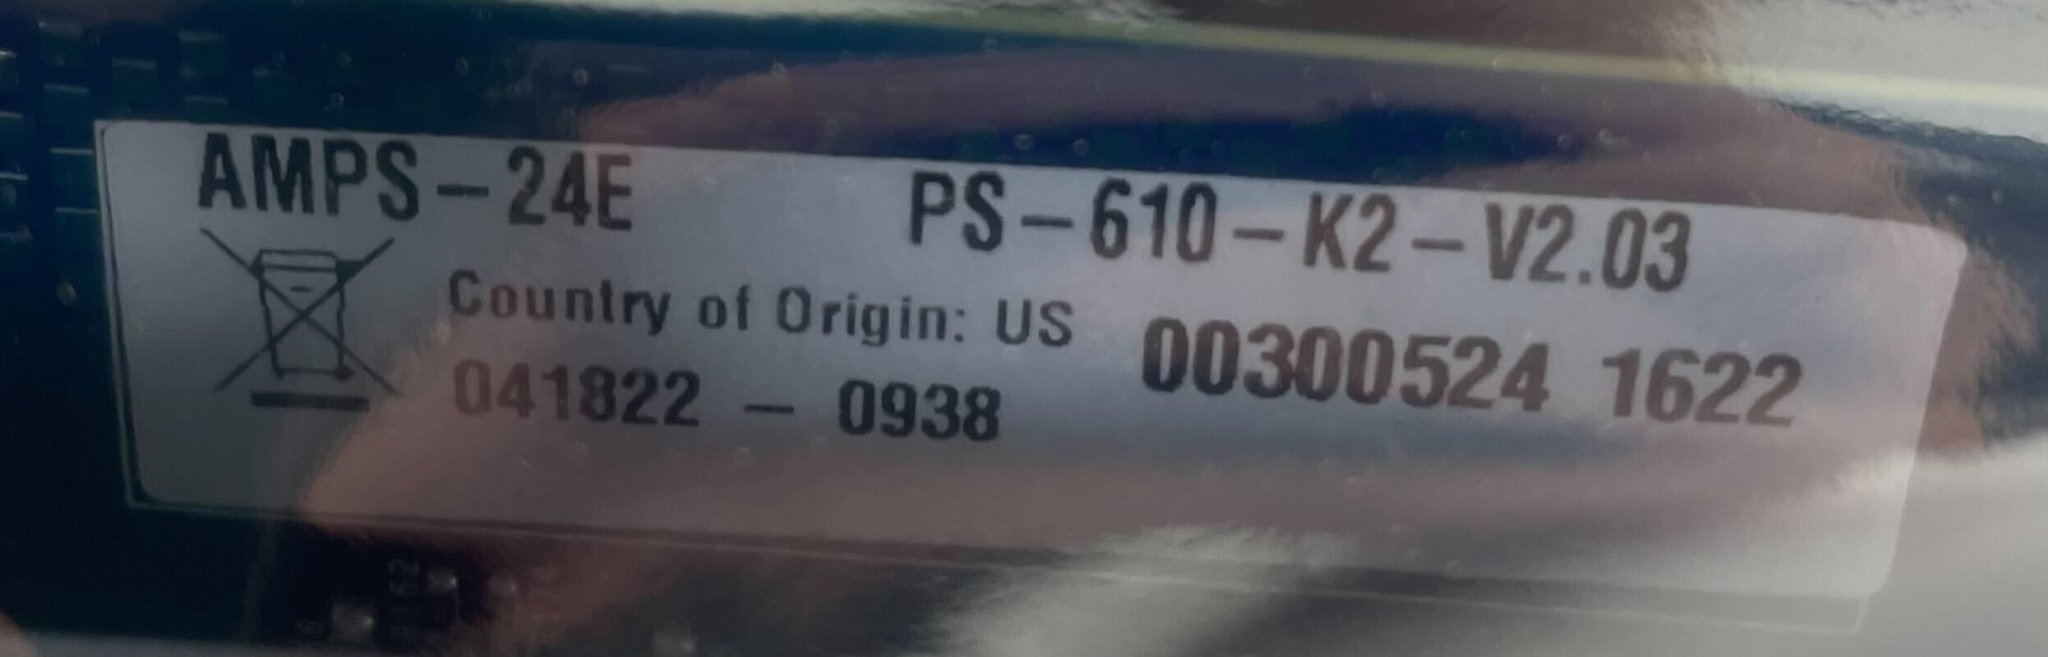 AMPS-24E PS-610-K2-V2.03
Country of Origin: US
00300524 1622
041822 - 0938